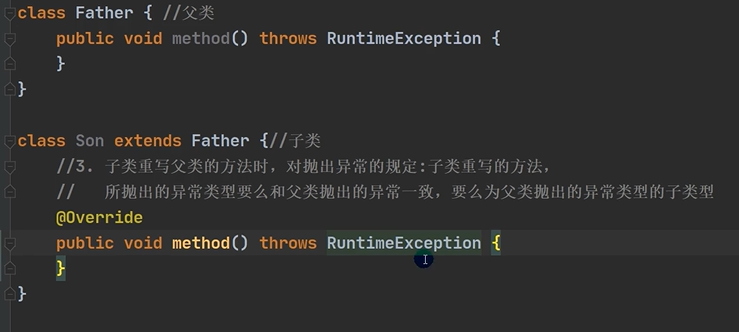 class Father { //父类
public void method() throws RuntimeException {
}
}
class Son extends Father {//子类
//3. 子类重写父类的方法时，对抛出异常的规定:子类重写的方法，
// 所抛出的异常类型要么和父类抛出的异常一致，要么为父类抛出的异常类型的子类型
@Override
public void method() throws RuntimeException {
}
}